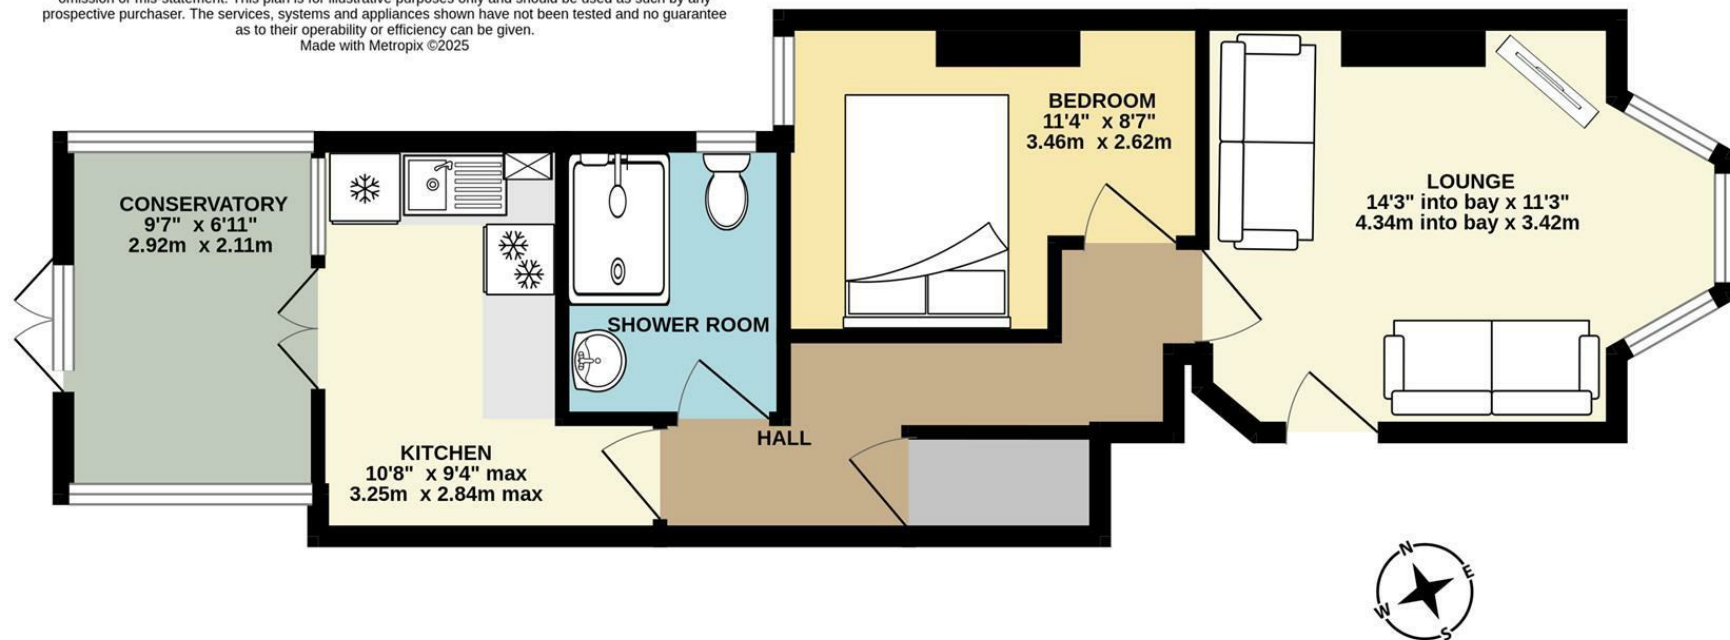 omission or mis-statement. This plan is for illustrative purposes only and should be used as such by any
prospective purchaser. The services, systems and appliances shown have not been tested and no guarantee
as to their operability or efficiency can be given.
Made with Metropix ©2025
BEDROOM
11'4" x 8'7"
3.46m x 2.62m
LOUNGE
14'3" into bay x 11'3"
4.34m into bay x 3.42m
CONSERVATORY
9'7" x 6'11"
2.92m x 2.11m
SHOWER ROOM
HALL
KITCHEN
10'8" x 9'4" max
3.25m x 2.84m max
N
E
W
S